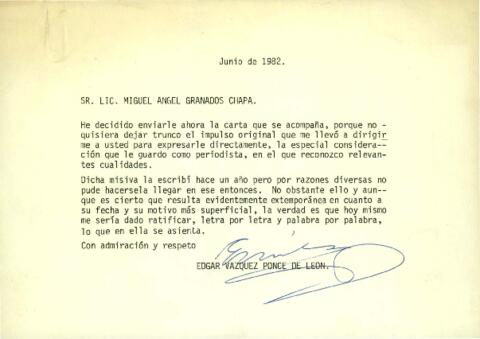 Junio de 1982.
SR. LIC. MIGUEL ANGEL GRANADOS CHAPA.
He decidido enviarle ahora la carta que se acompaña, porque no -
quisiera dejar trunco el impulso original que me llevó a dirigir
me a usted para expresarle directamente, la especial considera--
ción que le guardo como periodista, en el que reconozco relevan-
tes cualidades.
Dicha misiva la escribí hace un año pero por razones diversas no
pude hacersela llegar en ese entonces. No obstante ello y aun--
que es cierto que resulta evidentemente extemporánea en cuanto a
su fecha y su motivo más superficial, la verdad es que hoy mismo
me sería dado ratificar, letra por letra y palabra por palabra,
lo que en ella se asienta.
Con admiración y respeto
EDGAR VAZQUEZ PONCE DE LEON.